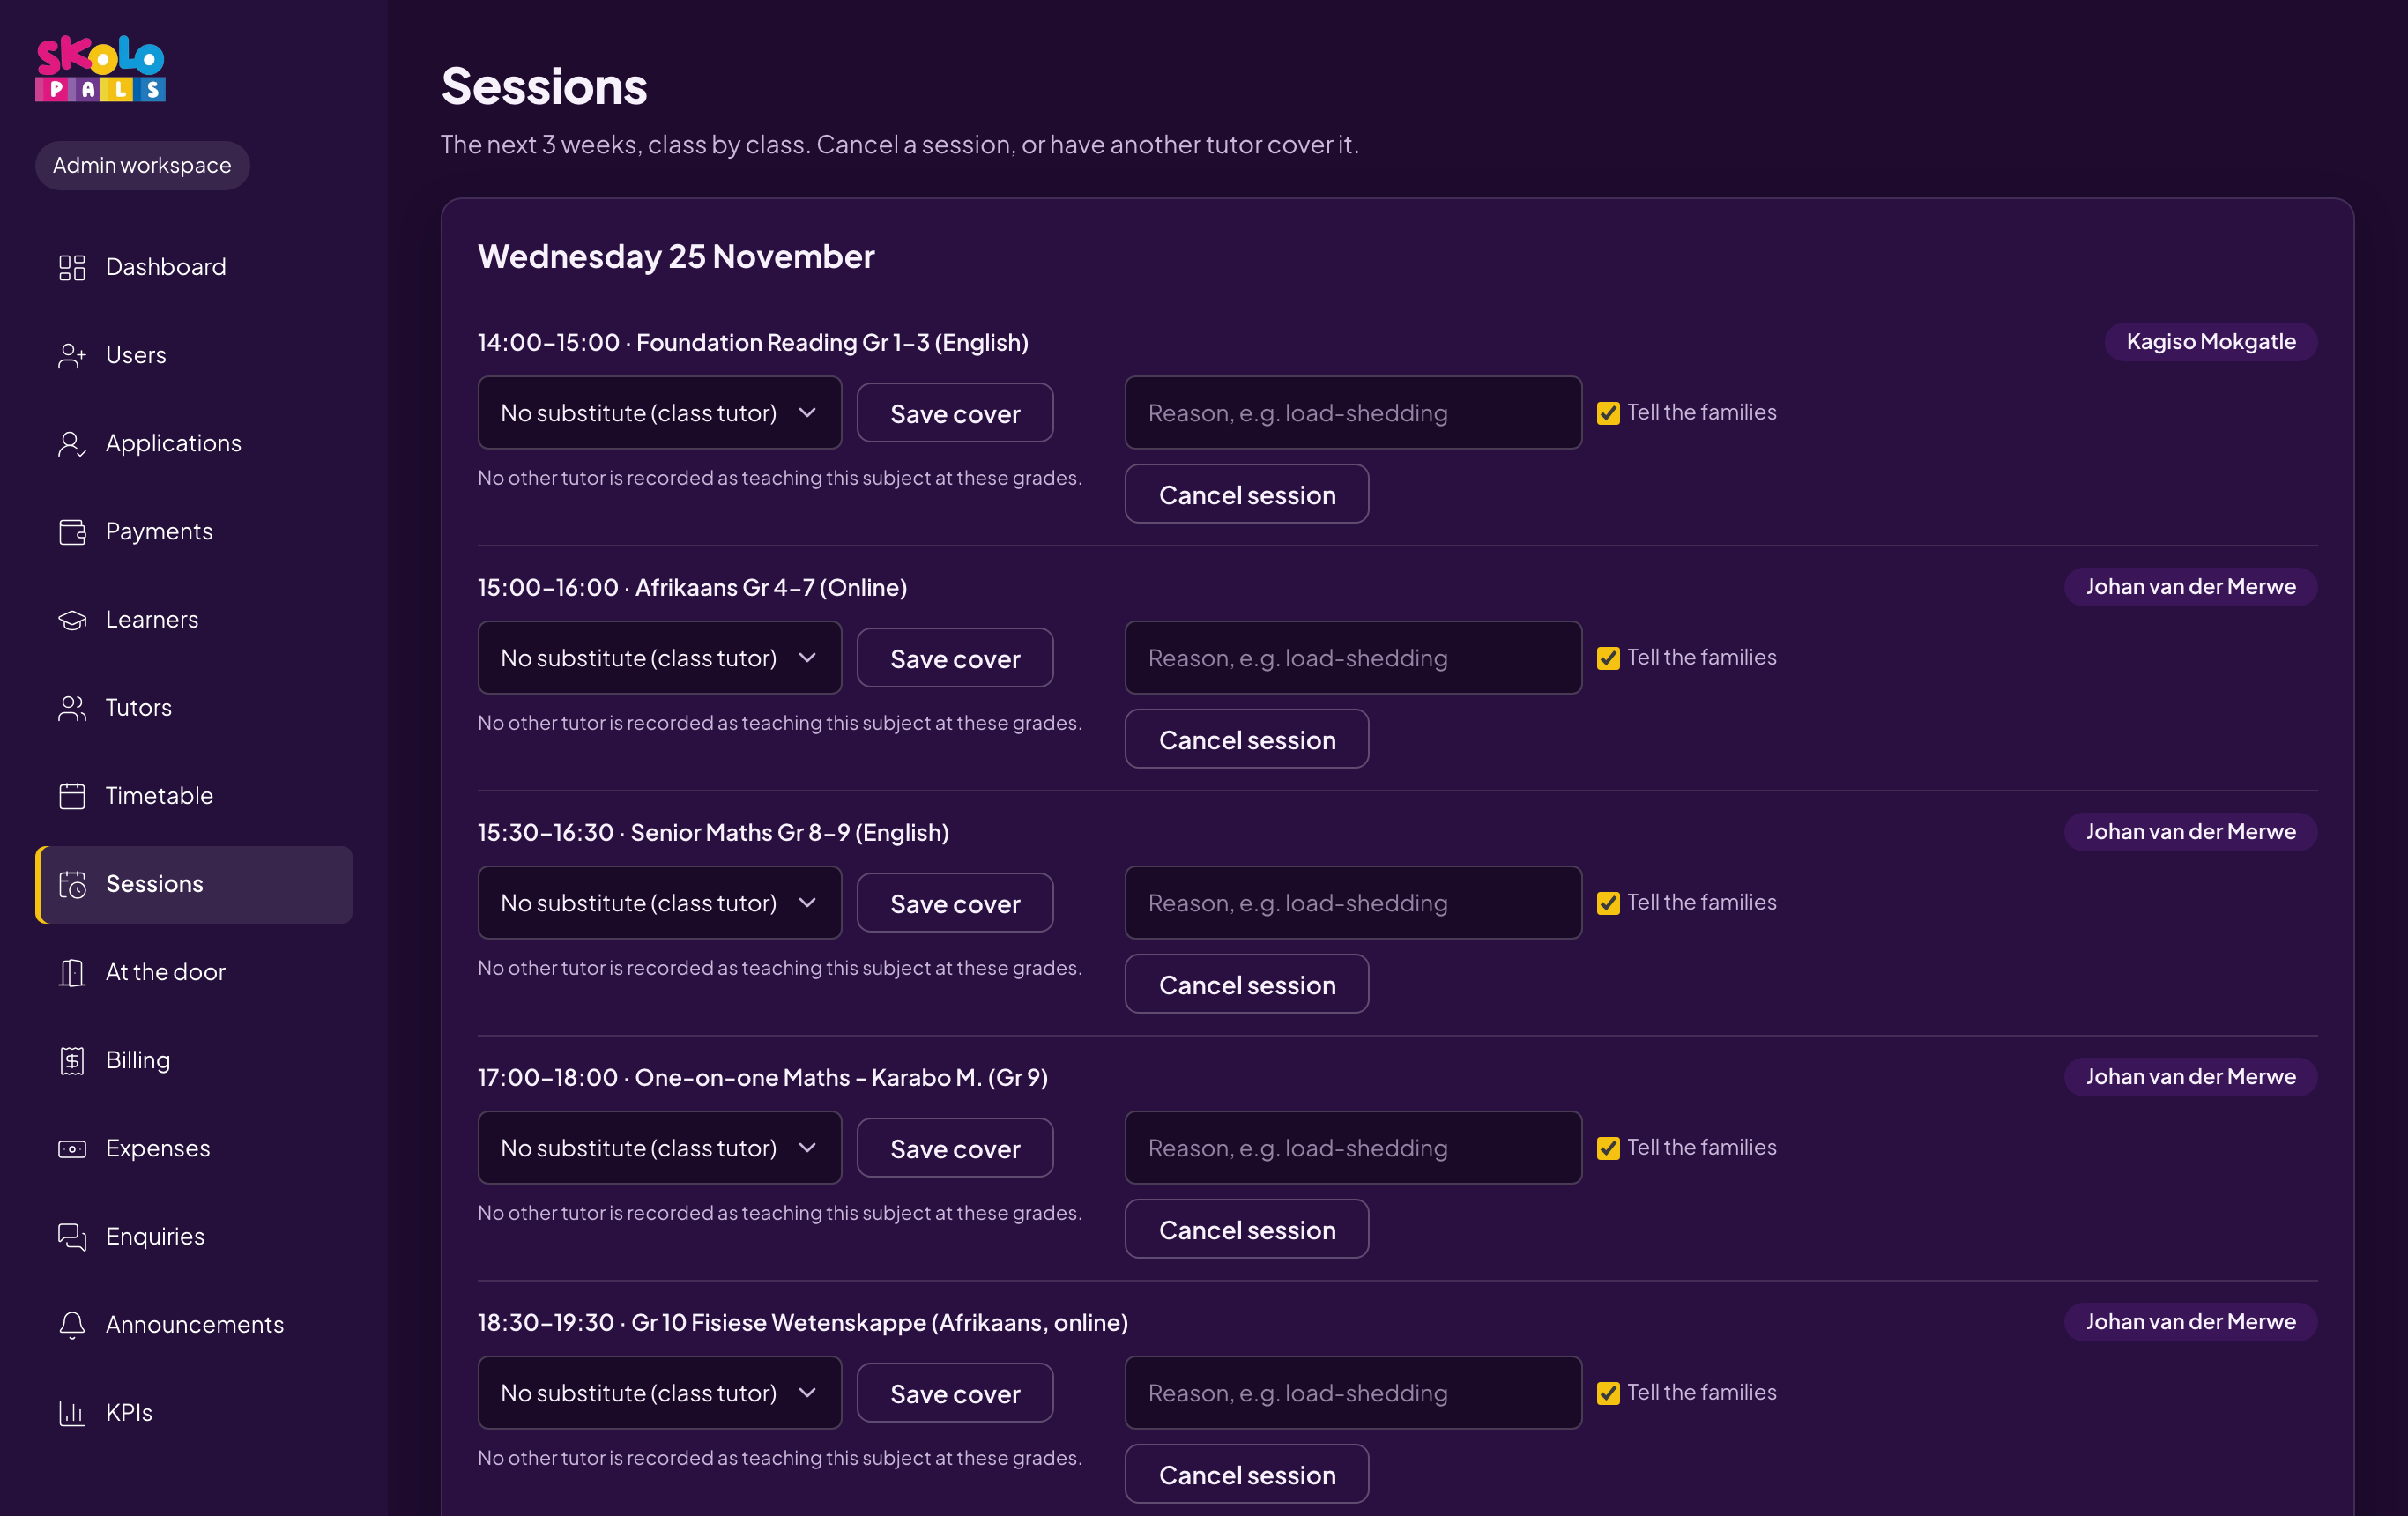 SKOLO
PALS
Admin workspace
Dashboard
Users
Applications
Payments
Learners
Tutors
Timetable
Sessions
At the door
Billing
Expenses
Enquiries
Announcements
KPIs
Sessions
The next 3 weeks, class by class. Cancel a session, or have another tutor cover it.
Wednesday 25 November
14:00–15:00 · Foundation Reading Gr 1–3 (English)
Kagiso Mokgatle
No substitute (class tutor)
Save cover
Reason, e.g. load-shedding
Tell the families
No other tutor is recorded as teaching this subject at these grades.
Cancel session
15:00–16:00 · Afrikaans Gr 4–7 (Online)
Johan van der Merwe
No substitute (class tutor)
Save cover
Reason, e.g. load-shedding
Tell the families
No other tutor is recorded as teaching this subject at these grades.
Cancel session
15:30–16:30 · Senior Maths Gr 8–9 (English)
Johan van der Merwe
No substitute (class tutor)
Save cover
Reason, e.g. load-shedding
Tell the families
No other tutor is recorded as teaching this subject at these grades.
Cancel session
17:00–18:00 · One-on-one Maths - Karabo M. (Gr 9)
Johan van der Merwe
No substitute (class tutor)
Save cover
Reason, e.g. load-shedding
Tell the families
No other tutor is recorded as teaching this subject at these grades.
Cancel session
18:30–19:30 · Gr 10 Fisiese Wetenskappe (Afrikaans, online)
Johan van der Merwe
No substitute (class tutor)
Save cover
Reason, e.g. load-shedding
Tell the families
No other tutor is recorded as teaching this subject at these grades.
Cancel session